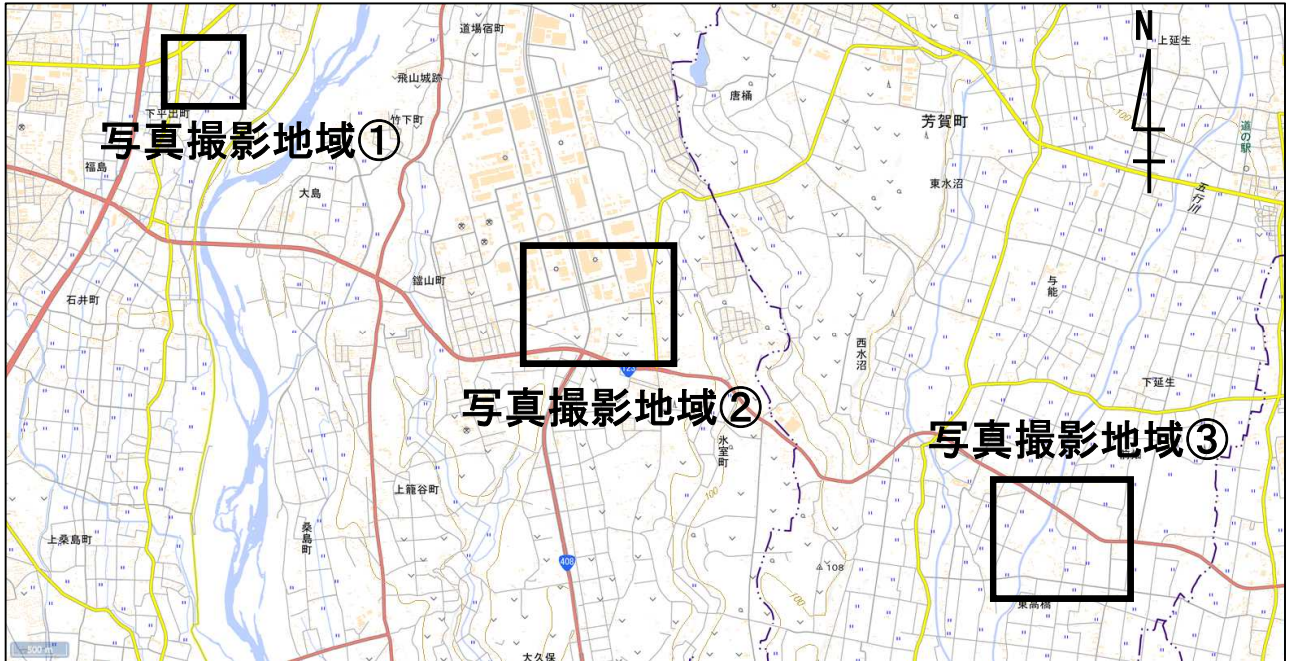 道場宿町
N
上延生
飛山城跡
唐桶
竹下町
芳賀町
100
道の駅
下平出町
写真撮影地域①
福島
大島
東水沼
五行川
鐺山町
与能
石井町
西水沼
123
下延生
写真撮影地域②
写真撮影地域③
氷室町
上籠谷町
100
桑島町
上桑島町
408
108
100
東高橋
500 m
大久保